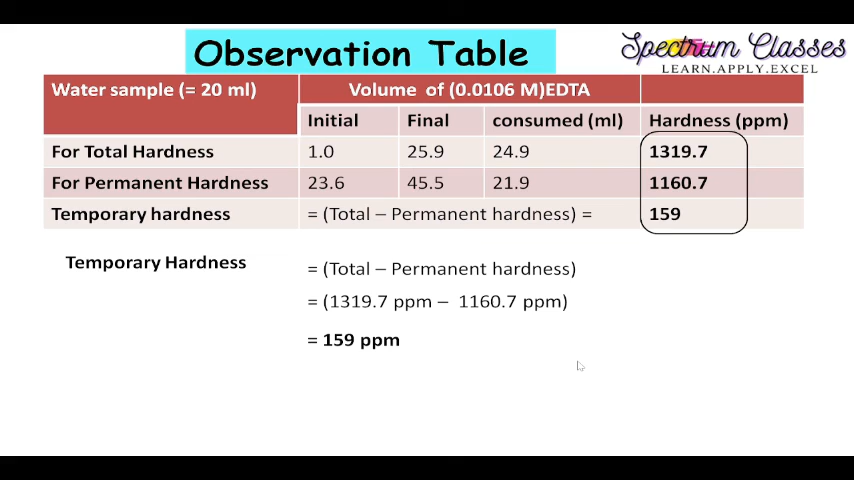 Observation Table
Spectrum Classes
LEARN.APPLY.EXCEL
Water sample (= 20 ml) Volume of (0.0106 M)EDTA
Initial Final consumed (ml) Hardness (ppm)
For Total Hardness 1.0 25.9 24.9 1319.7
For Permanent Hardness 23.6 45.5 21.9 1160.7
Temporary hardness = (Total – Permanent hardness) = 159
Temporary Hardness = (Total – Permanent hardness)
= (1319.7 ppm – 1160.7 ppm)
= 159 ppm